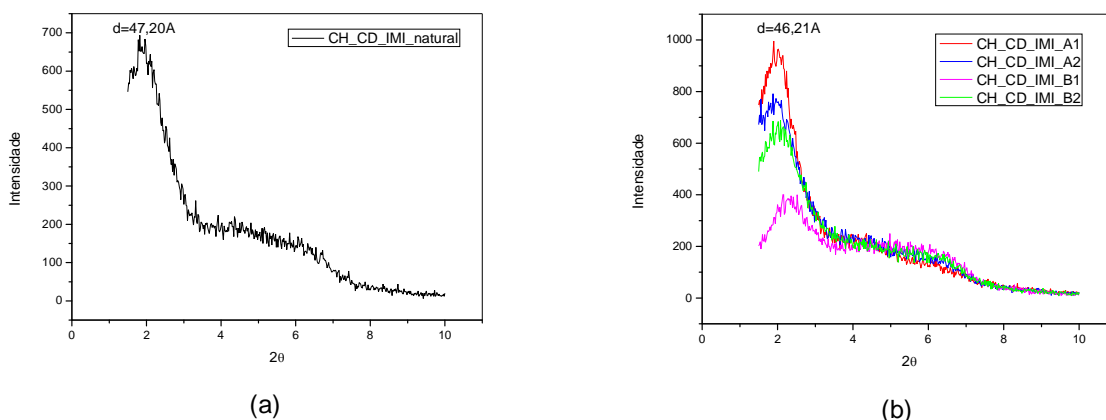 d=47,20A
CH_CD_IMI_natural
700
600
500
400
300
200
100
0
Intensidade
0
2
4
6
8
10
2θ
(a)
d=46,21A
CH_CD_IMI_A1
CH_CD_IMI_A2
CH_CD_IMI_B1
CH_CD_IMI_B2
1000
800
600
400
200
0
Intensidade
0
2
4
6
8
10
2θ
(b)